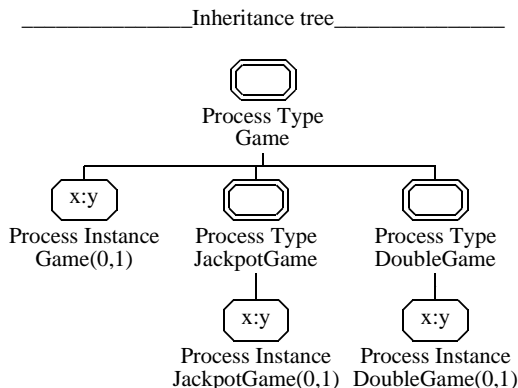 Inheritance tree
Process Type
Game
x:y
Process Instance
Game(0,1)
Process Type
JackpotGame
Process Type
DoubleGame
x:y
Process Instance
JackpotGame(0,1)
x:y
Process Instance
DoubleGame(0,1)